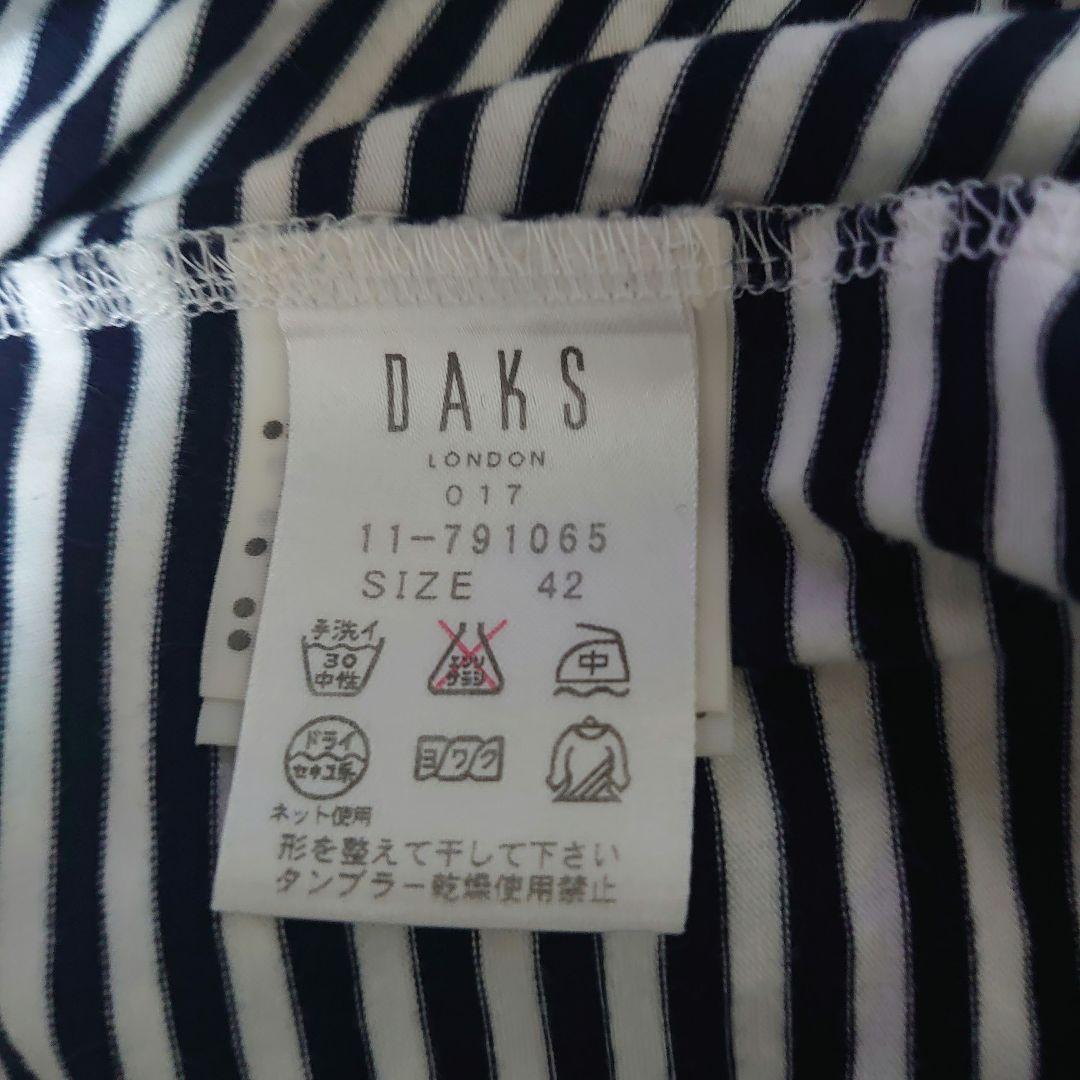 DAKS
LONDON
017
11-791065
SIZE 42
手洗イ
30
中性
エンソ
サラシ
中
ドライ
セキユ系
ヨワク
ネット使用
形を整えて干して下さい
タンブラー乾燥使用禁止